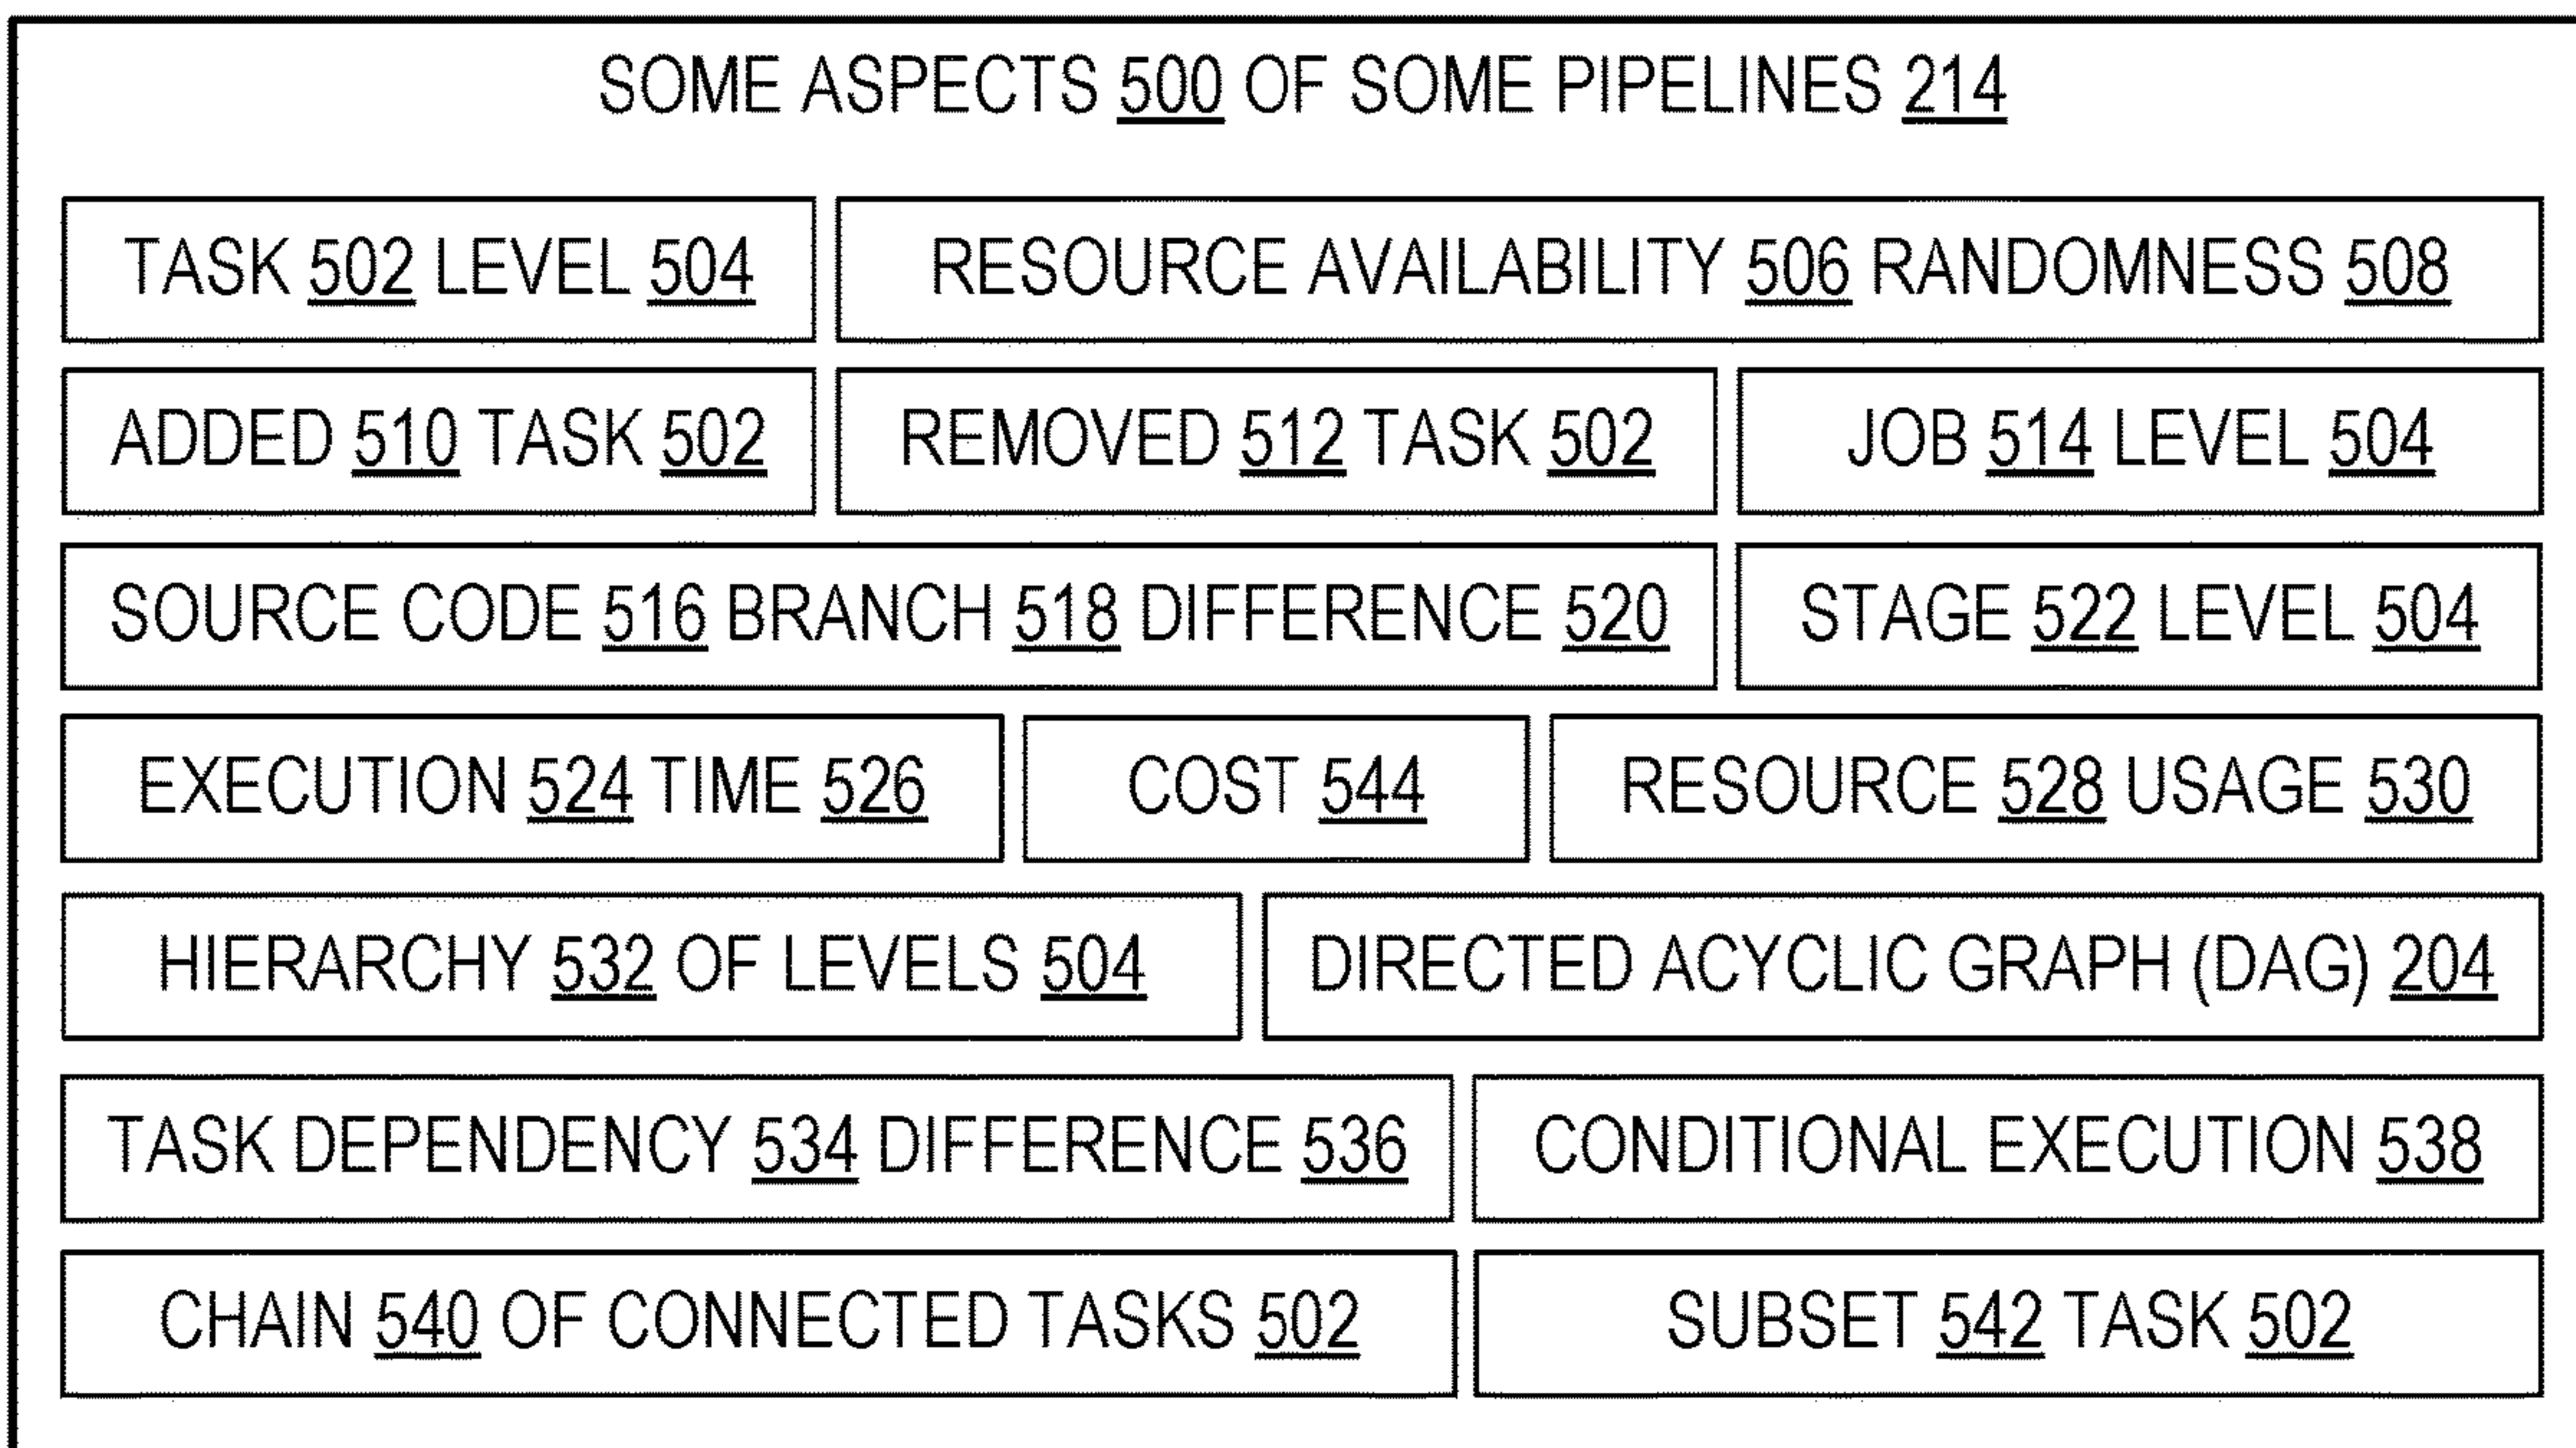 SOME ASPECTS 500 OF SOME PIPELINES 214
TASK 502 LEVEL 504
RESOURCE AVAILABILITY 506 RANDOMNESS 508
ADDED 510 TASK 502
REMOVED 512 TASK 502
JOB 514 LEVEL 504
SOURCE CODE 516 BRANCH 518 DIFFERENCE 520
STAGE 522 LEVEL 504
EXECUTION 524 TIME 526
COST 544
RESOURCE 528 USAGE 530
HIERARCHY 532 OF LEVELS 504
DIRECTED ACYCLIC GRAPH (DAG) 204
TASK DEPENDENCY 534 DIFFERENCE 536
CONDITIONAL EXECUTION 538
CHAIN 540 OF CONNECTED TASKS 502
SUBSET 542 TASK 502